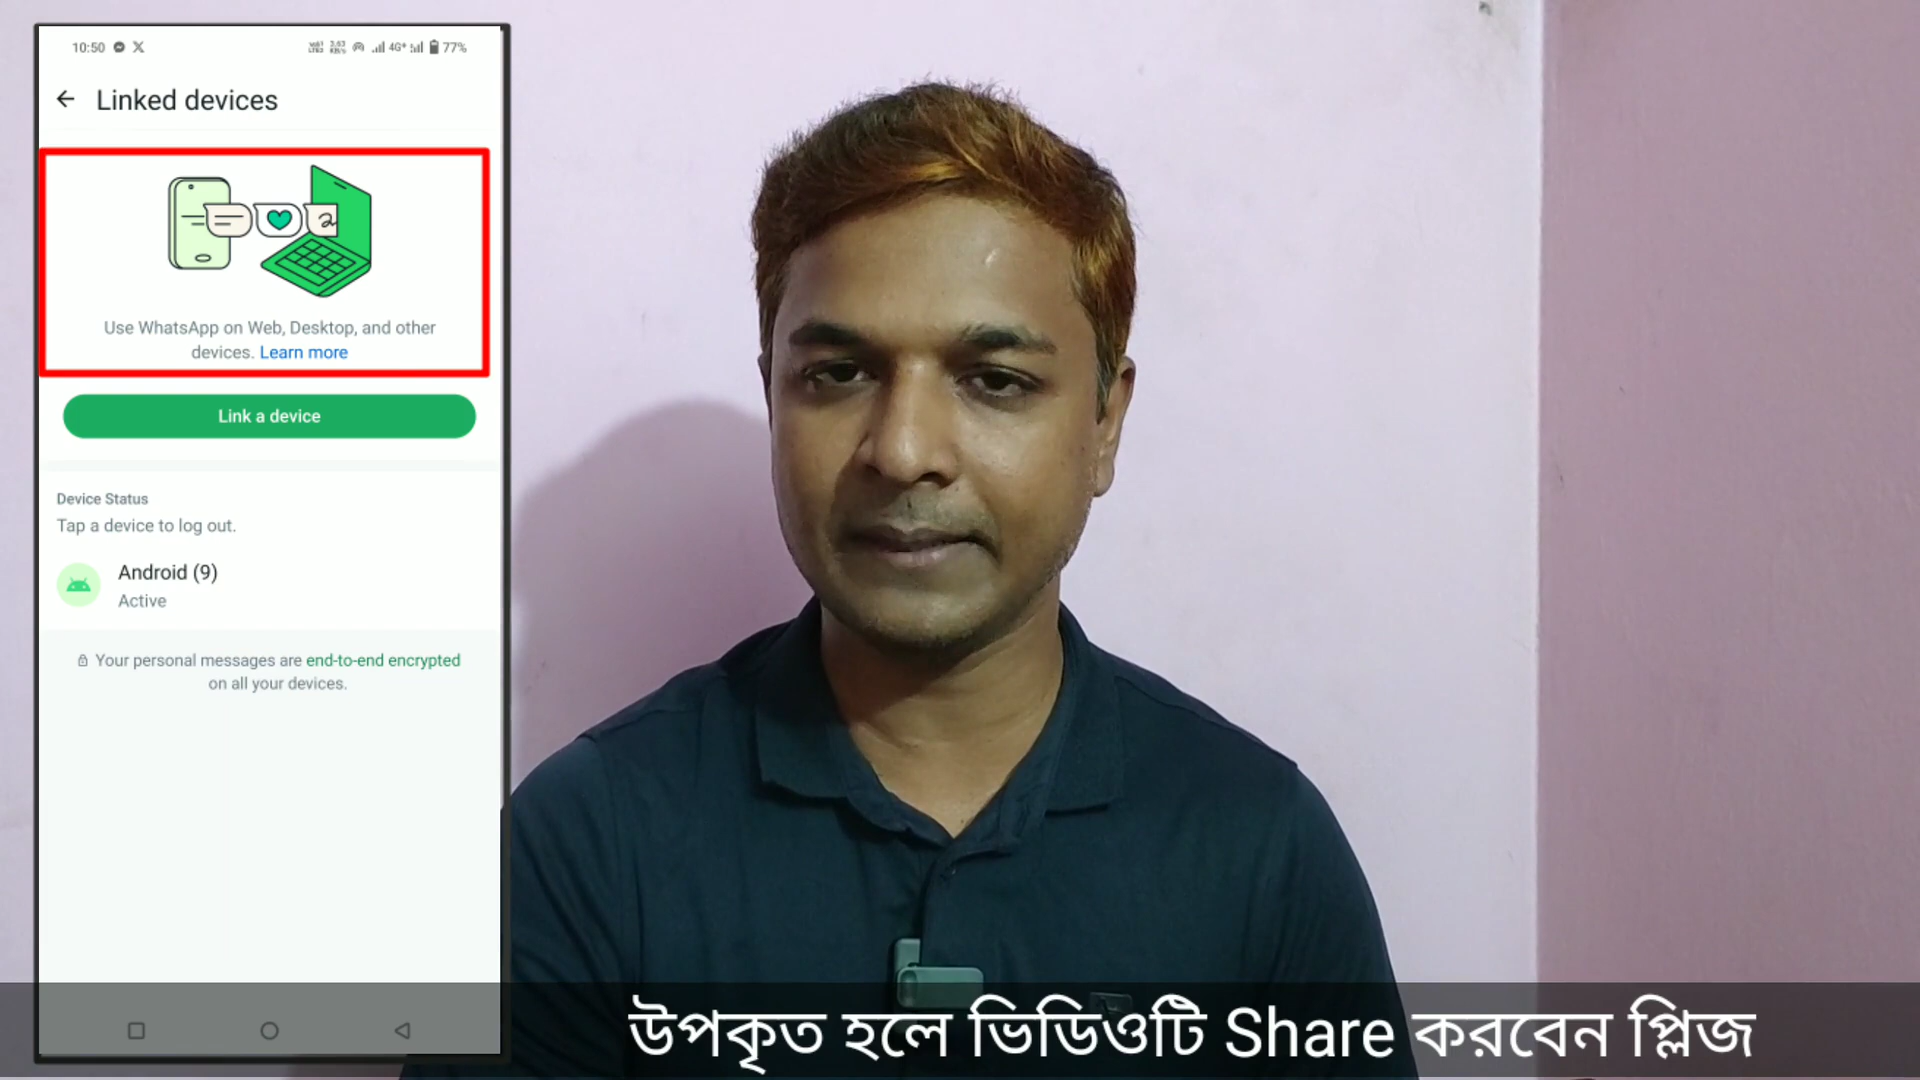 10:50
4G+
77%
Linked devices
Use WhatsApp on Web, Desktop, and other
devices. Learn more
Link a device
Device Status
Tap a device to log out.
Android (9)
Active
Your personal messages are end-to-end encrypted
on all your devices.
উপকৃত হলে ভিডিওটি Share করবেন প্লিজ